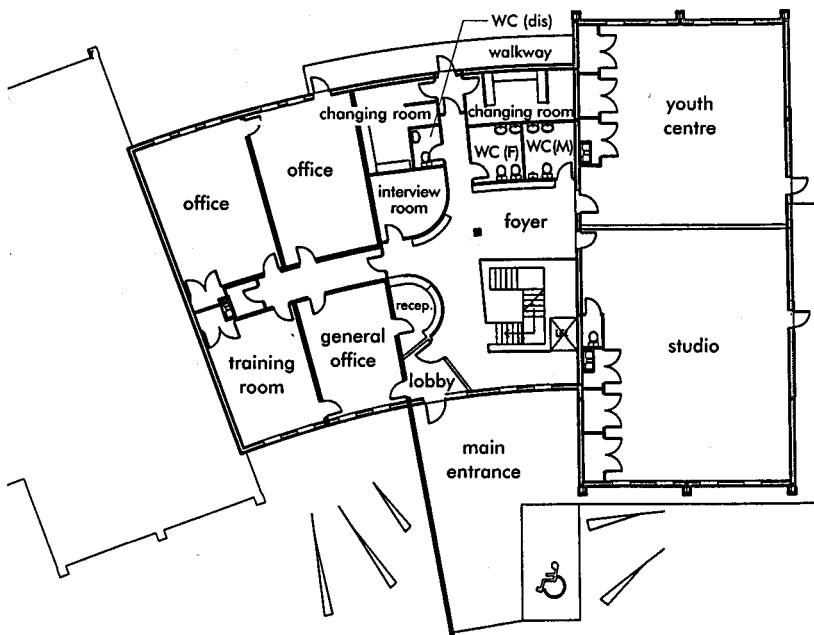 WC (dis)
walkway
changing room
changing room
youth
centre
WC (F)
WC (M)
office
office
interview
room
foyer
recep.
general
office
training
room
lobby
studio
main
entrance